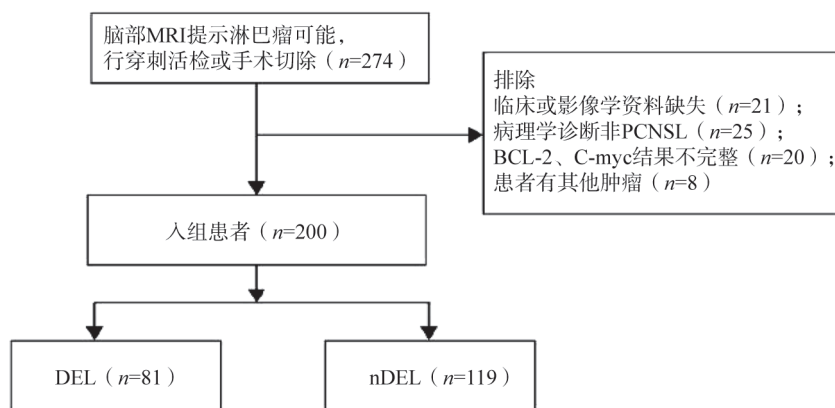 脑部MRI提示淋巴瘤可能，
行穿刺活检或手术切除（n=274）
排除
临床或影像学资料缺失（n=21）；
病理学诊断非PCNSL（n=25）；
BCL-2、C-myc结果不完整（n=20）；
患者有其他肿瘤（n=8）
入组患者（n=200）
DEL（n=81）
nDEL（n=119）